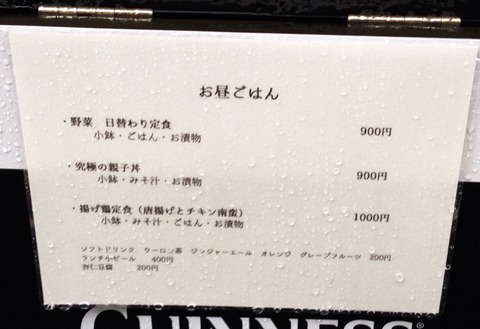 お昼ごはん
・野菜 日替わり定食 900円
小鉢・ごはん・お漬物
・究極の親子丼 900円
小鉢・みそ汁・お漬物
・揚げ鶏定食(唐揚げとチキン南蛮) 1000円
小鉢・みそ汁・ごはん・お漬物
ソフトドリンク ウーロン茶 ジンジャーエール オレンジ グレープフルーツ 200円
ランチ小ビール 400円
杏仁豆腐 200円
GUINNESS